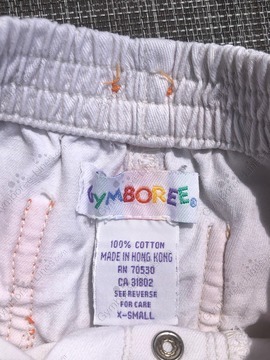 GYMBOREE®
100% COTTON
MADE IN HONG KONG
RN 70530
CA 31802
SEE REVERSE
FOR CARE
X-SMALL